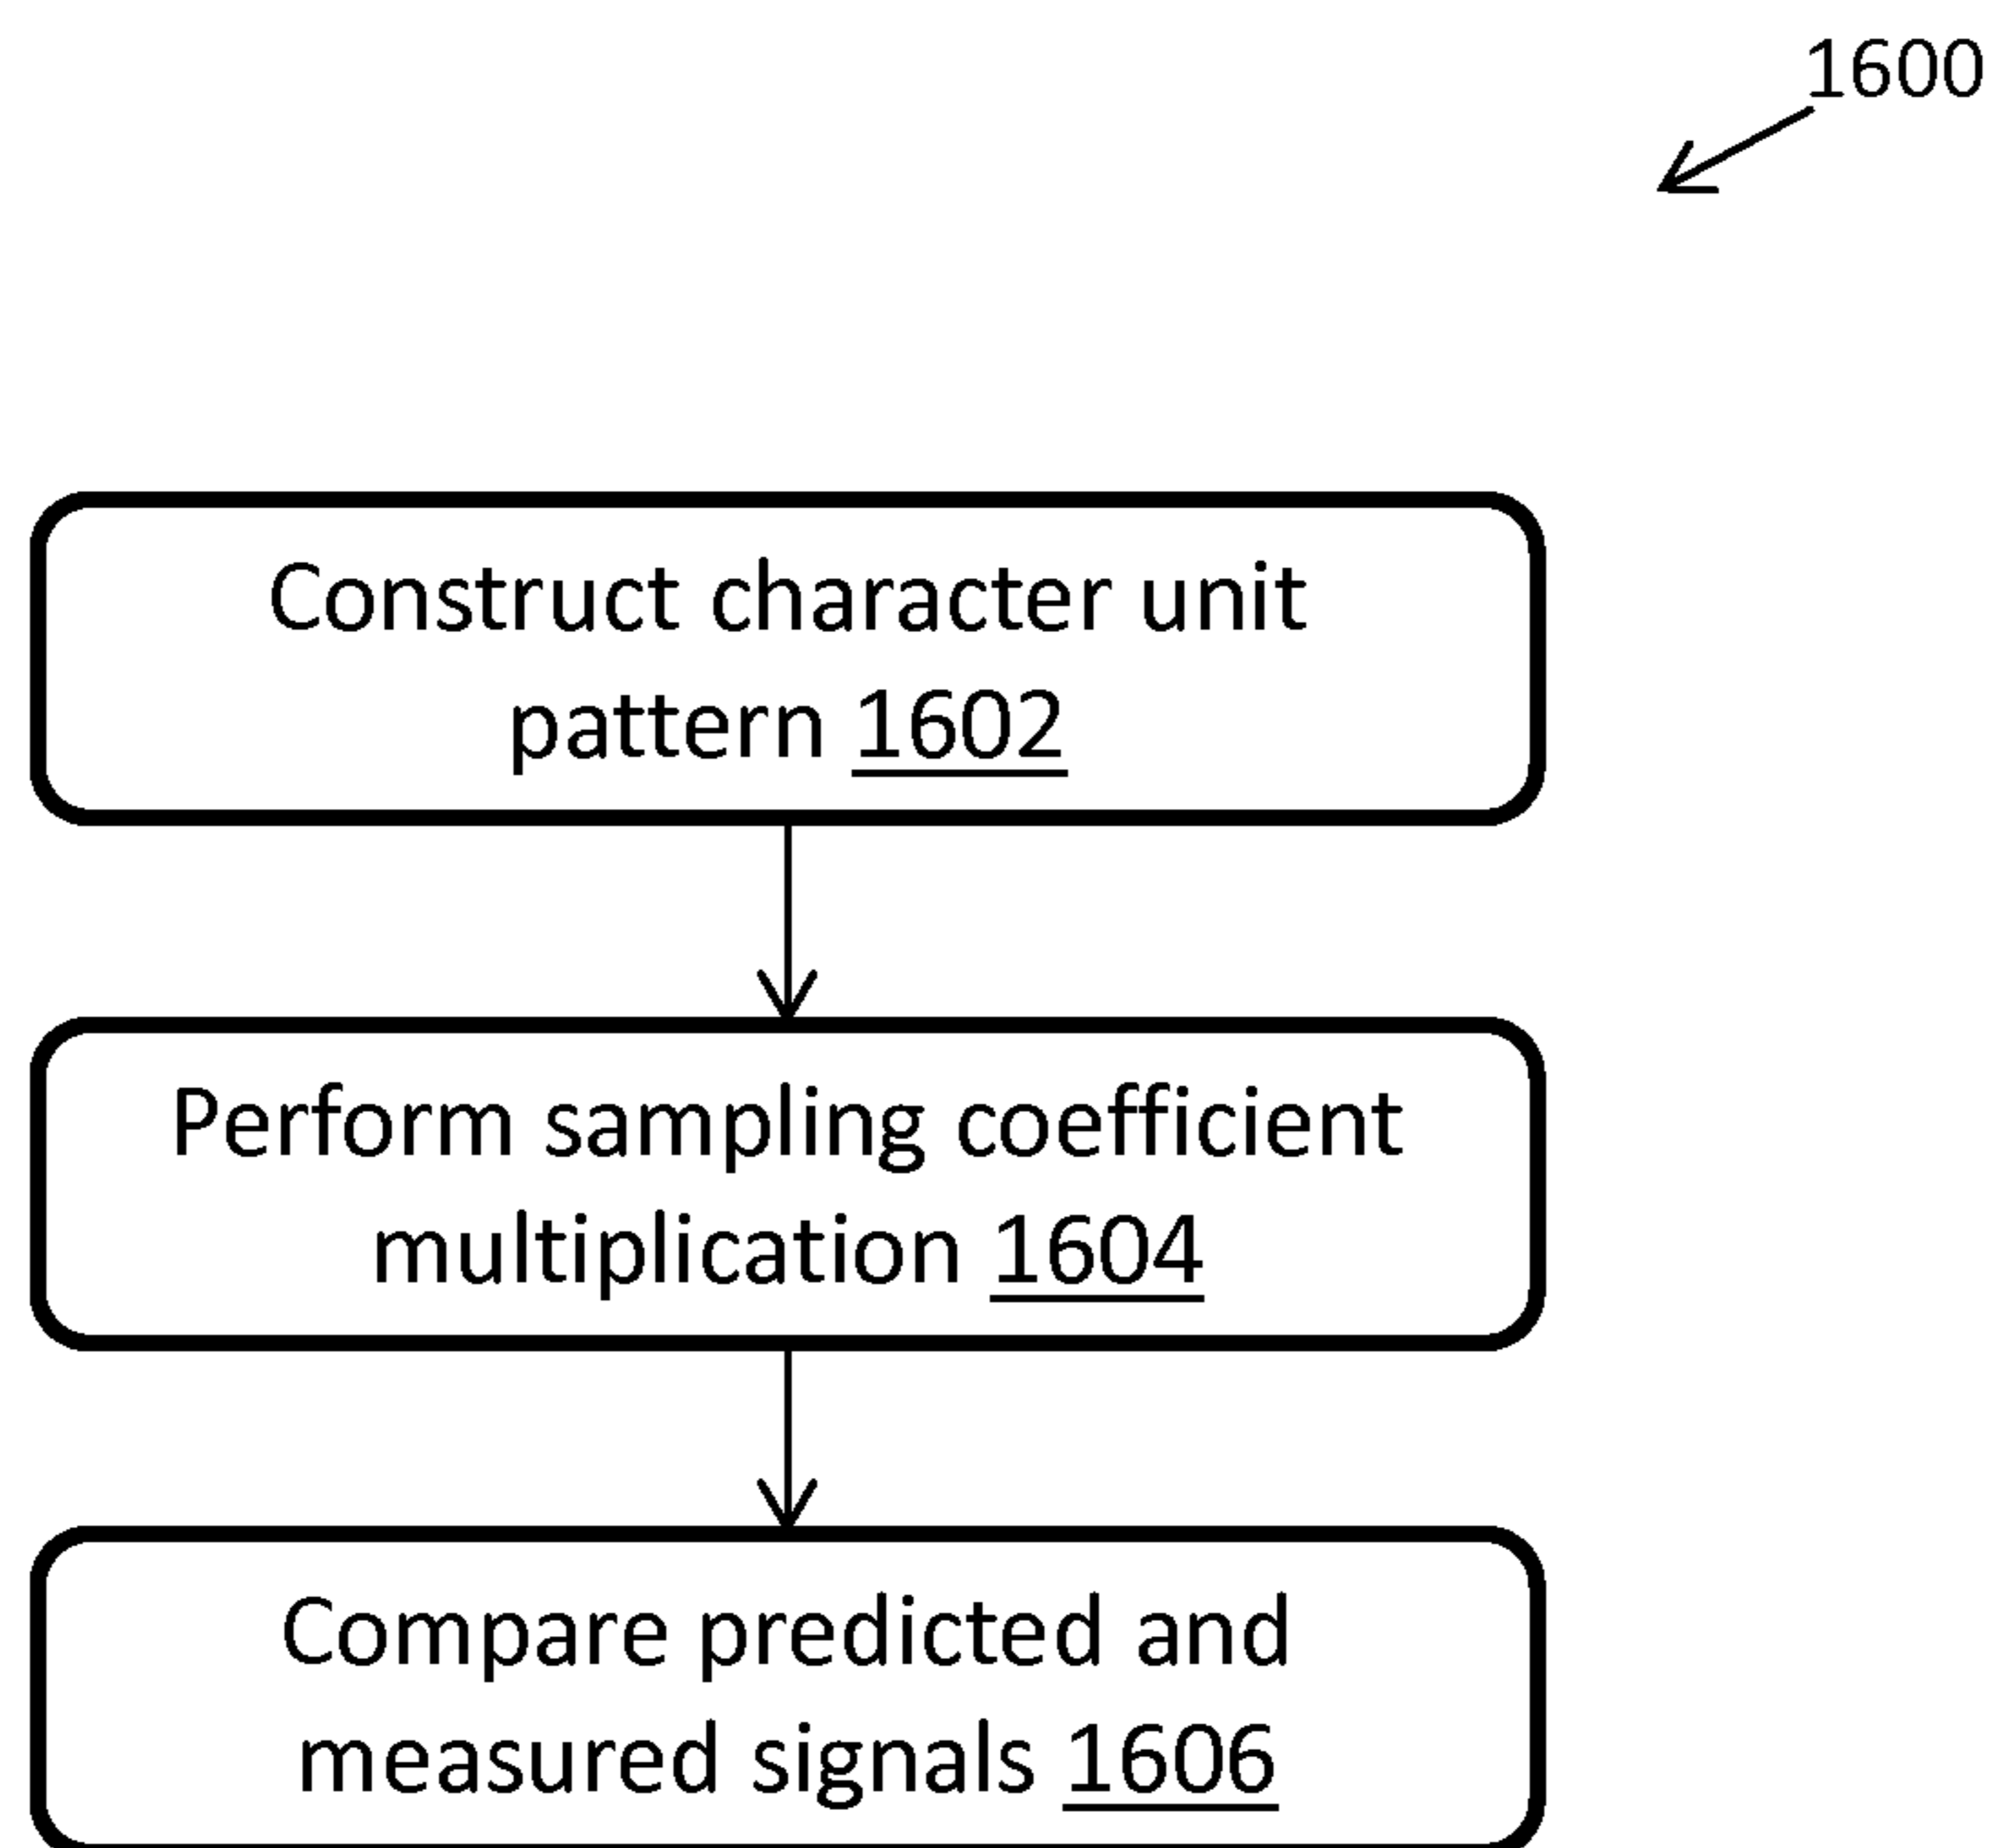 1600
Construct character unit
pattern 1602
Perform sampling coefficient
multiplication 1604
Compare predicted and
measured signals 1606